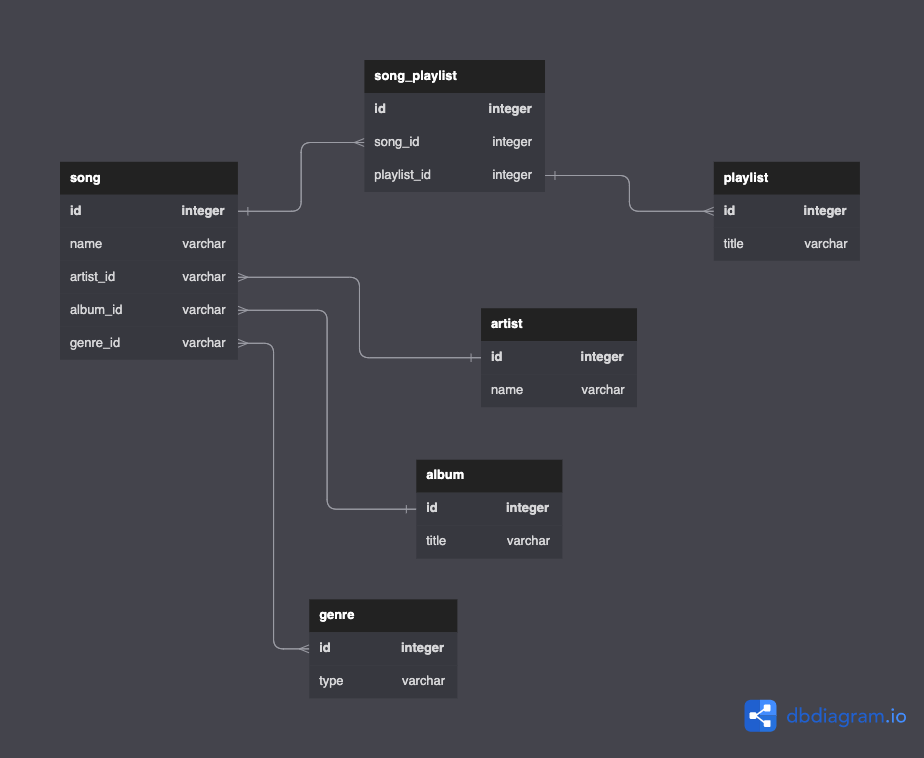 song_playlist
id integer
song_id integer
playlist_id integer
song
id integer
name varchar
artist_id varchar
album_id varchar
genre_id varchar
playlist
id integer
title varchar
artist
id integer
name varchar
album
id integer
title varchar
genre
id integer
type varchar
dbdiagram.io